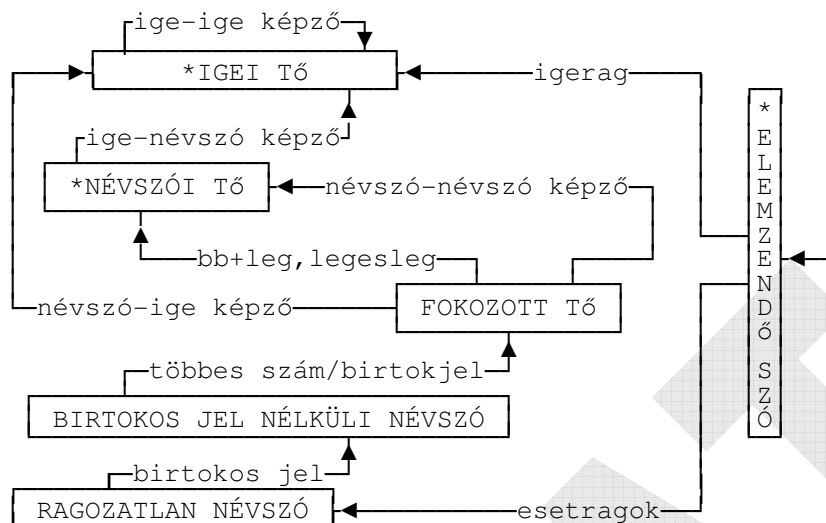 ige-ige képző
*IGEI Tő
igerag
ige-névszó képző
*NÉVSZÓI Tő
névszó-névszó képző
bb+leg,legesleg
névszó-ige képző
FOKOZOTT Tő
többes szám/birtokjel
BIRTOKOS JEL NÉLKÜLI NÉVSZÓ
birtokos jel
RAGOZATLAN NÉVSZÓ
esetragok
* ELEMZENDő SZÓ